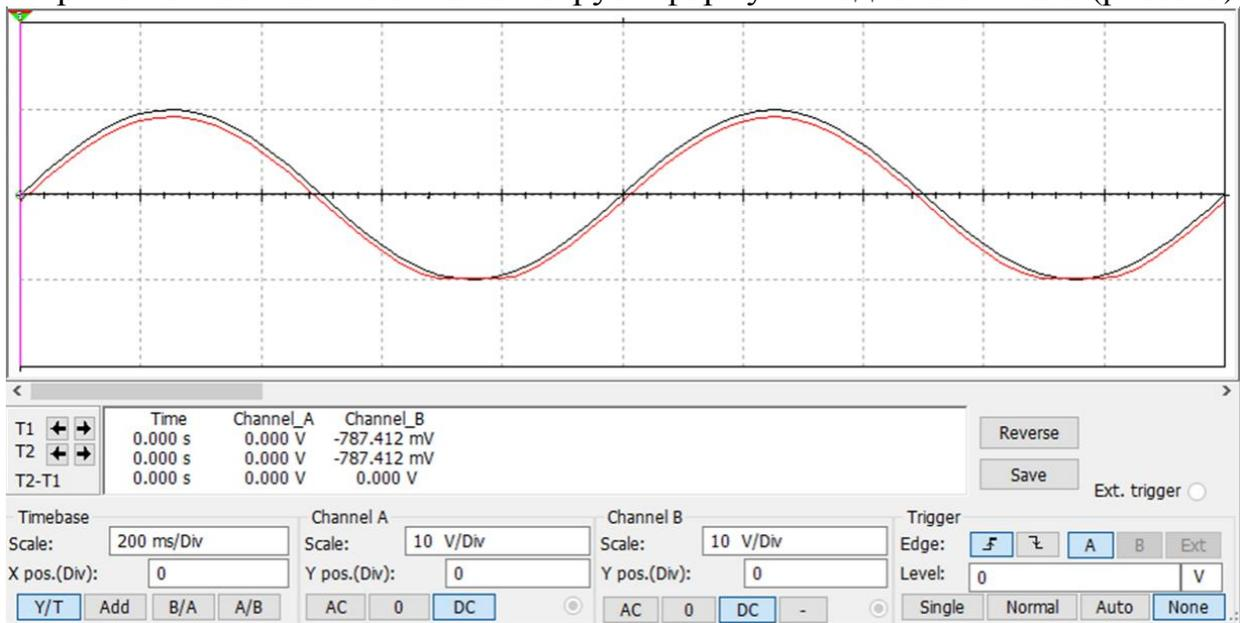 T1
T2
T2-T1
Time Channel_A Channel_B
0.000 s 0.000 V -787.412 mV
0.000 s 0.000 V -787.412 mV
0.000 s 0.000 V 0.000 V
Reverse
Save
Ext. trigger
Timebase
Scale: 200 ms/Div
X pos.(Div): 0
Y/T Add B/A A/B
Channel A
Scale: 10 V/Div
Y pos.(Div): 0
AC 0 DC
Channel B
Scale: 10 V/Div
Y pos.(Div): 0
AC 0 DC -
Trigger
Edge: A B Ext
Level: 0 V
Single Normal Auto None